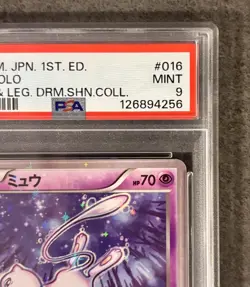 M. JPN. 1ST. ED. #016
OLO MINT
& LEG. DRM.SHN.COLL. 9
PSA 126894256
ミュウ HP70